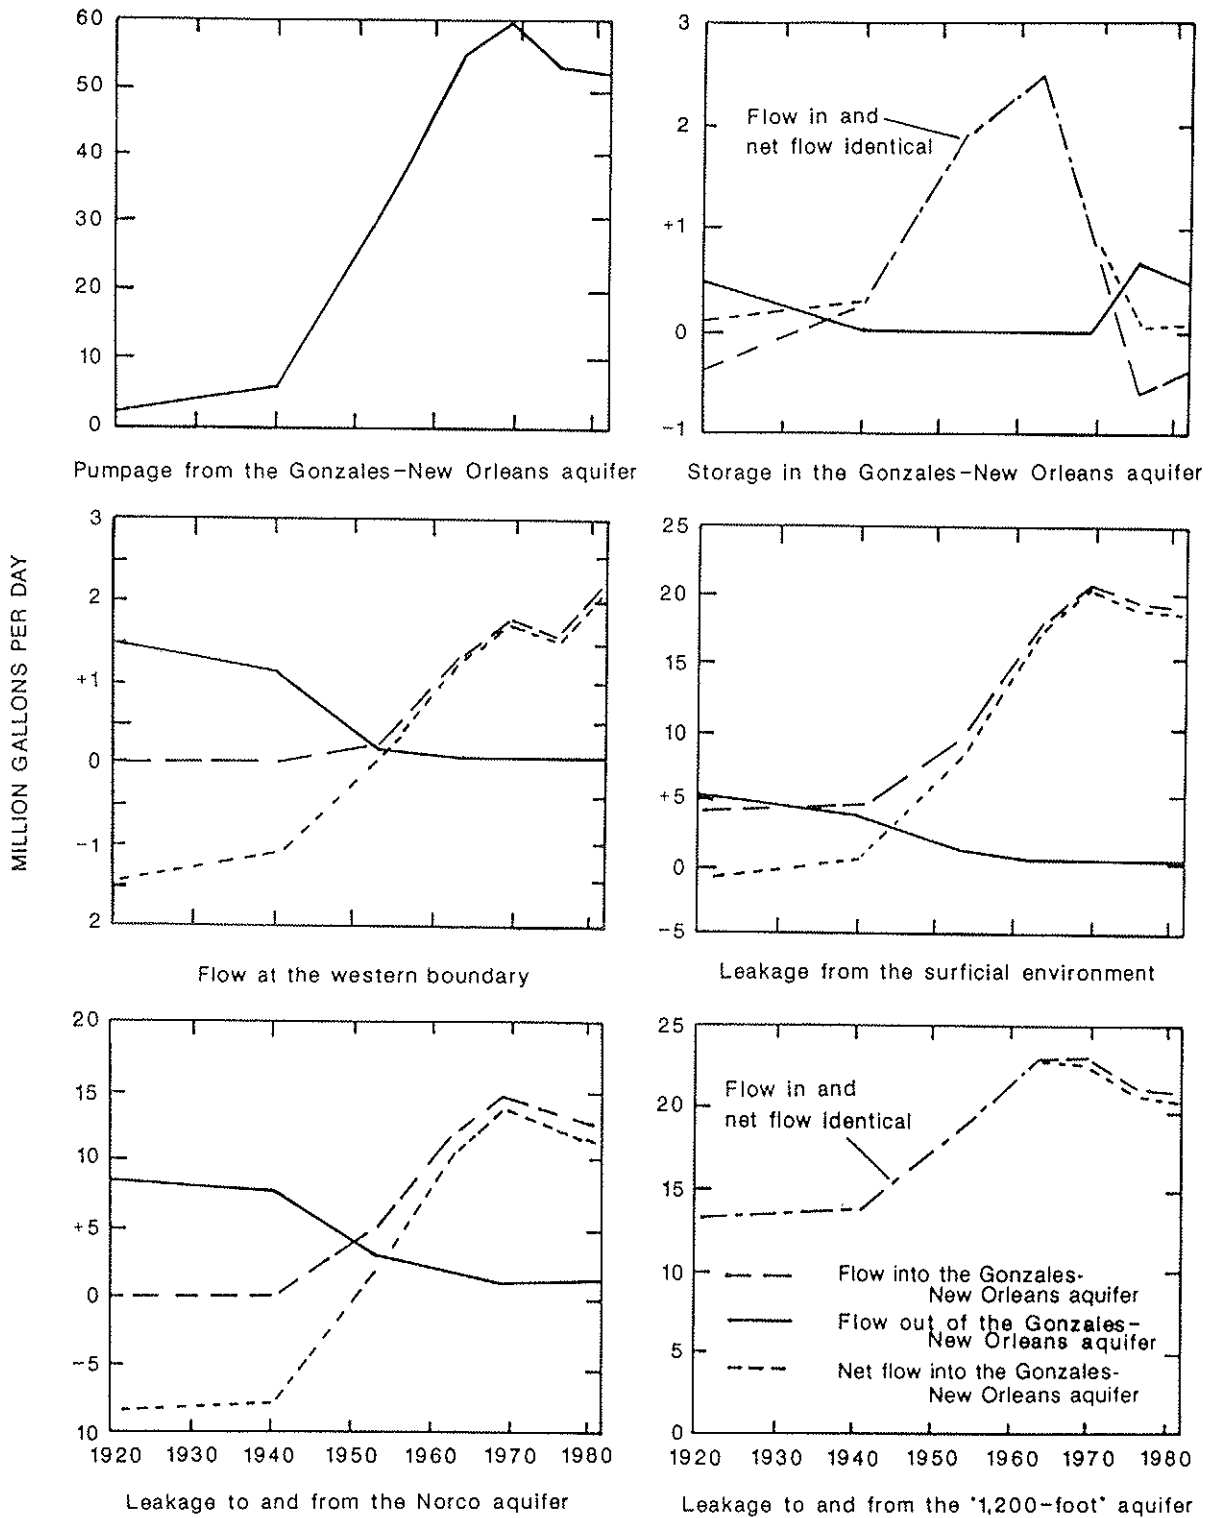 60
50
40
30
20
10
0
Pumpage from the Gonzales-New Orleans aquifer
3
2
+1
0
-1
Flow in and
net flow identical
Storage in the Gonzales-New Orleans aquifer
MILLION GALLONS PER DAY
3
2
+1
0
-1
2
Flow at the western boundary
25
20
15
10
+5
0
-5
Leakage from the surficial environment
20
15
10
+5
0
-5
10
1920 1930 1940 1950 1960 1970 1980
Leakage to and from the Norco aquifer
25
20
15
10
5
0
Flow in and
net flow identical
Flow into the Gonzales-
New Orleans aquifer
Flow out of the Gonzales-
New Orleans aquifer
Net flow into the Gonzales-
New Orleans aquifer
1920 1930 1940 1950 1960 1970 1980
Leakage to and from the "1,200-foot" aquifer